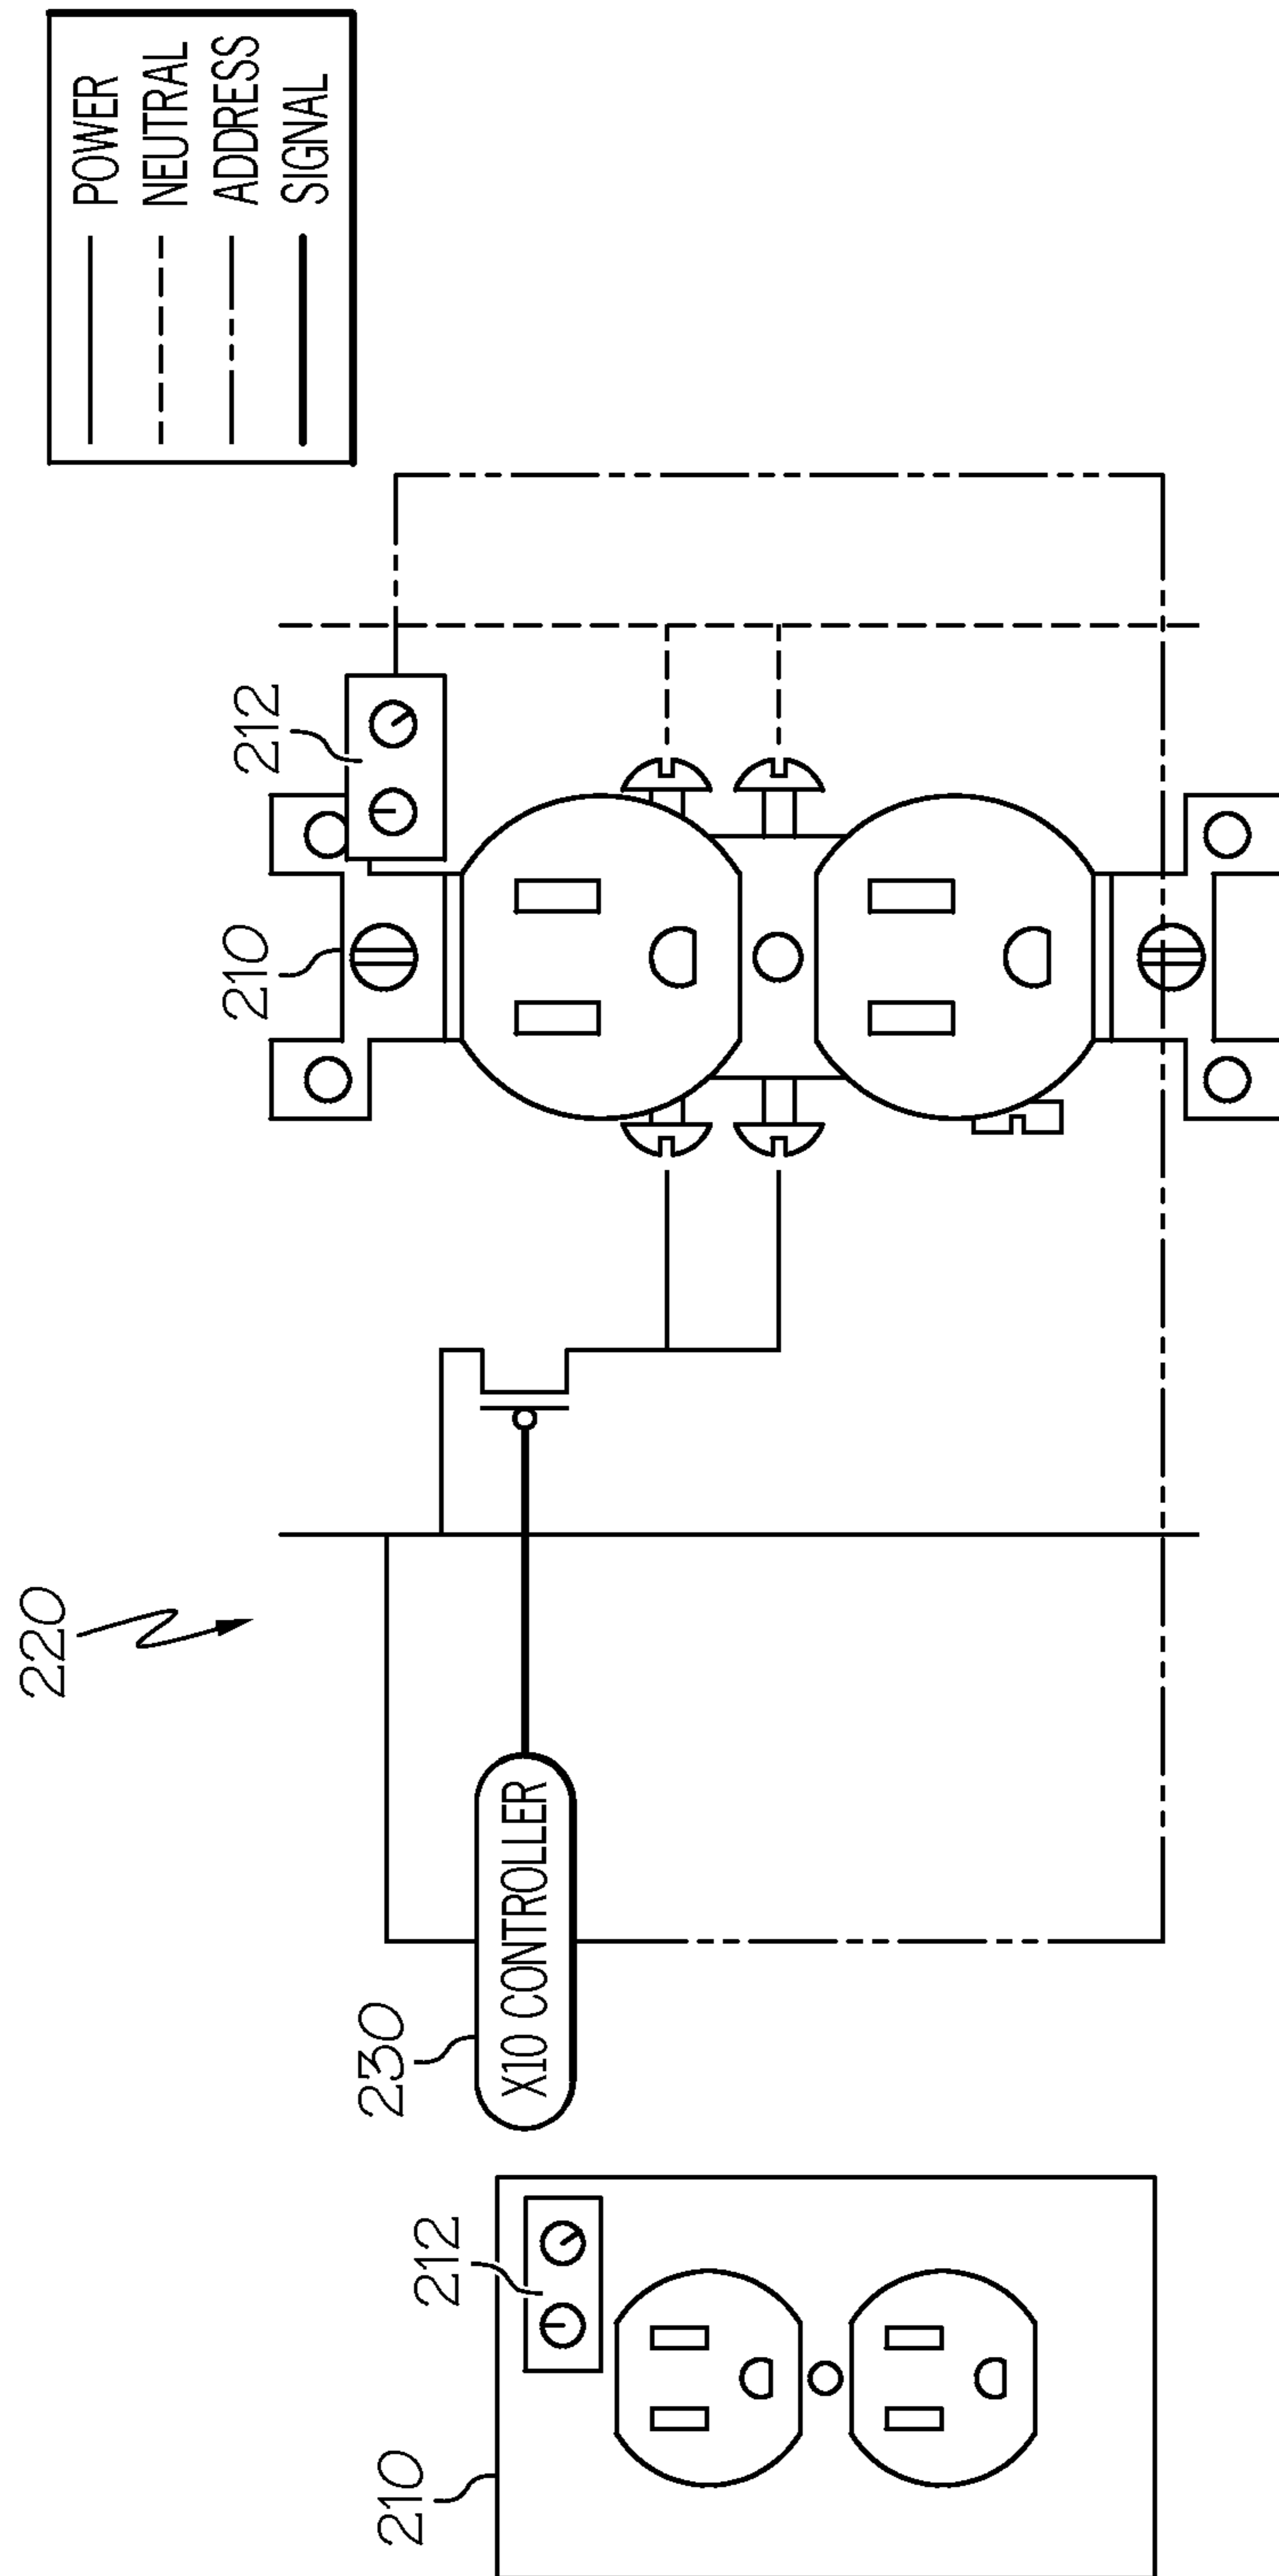 220
POWER
NEUTRAL
ADDRESS
SIGNAL
210
212
230
X10 CONTROLLER
210
212